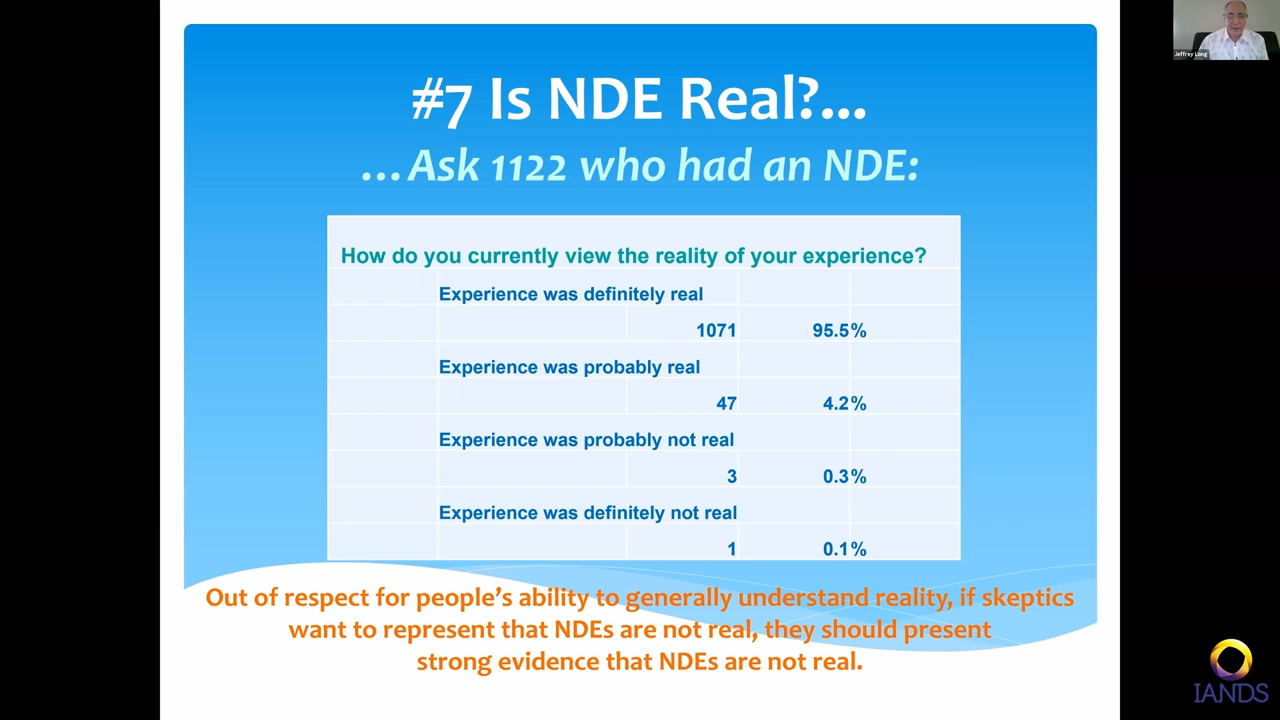 #7 Is NDE Real?...
...Ask 1122 who had an NDE:
How do you currently view the reality of your experience?
Experience was definitely real
1071 95.5%
Experience was probably real
47 4.2%
Experience was probably not real
3 0.3%
Experience was definitely not real
1 0.1%
Out of respect for people's ability to generally understand reality, if skeptics
want to represent that NDEs are not real, they should present
strong evidence that NDEs are not real.
Jeffrey Long
IANDS